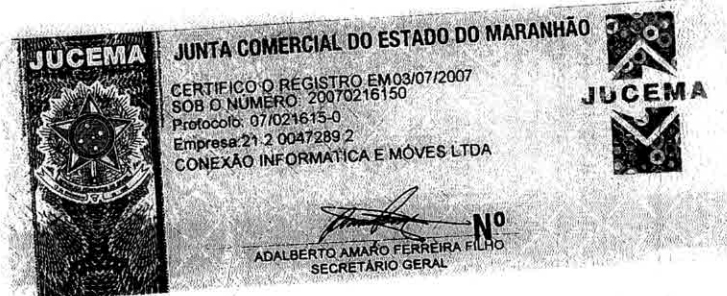 JUCEMA
JUNTA COMERCIAL DO ESTADO DO MARANHÃO
CERTIFICO O REGISTRO EM 03/07/2007
SOB O NÚMERO: 20070216150
Protocolo: 07/021615-0
Empresa:21 2 0047289 2
CONEXÃO INFORMATICA E MÓVES LTDA
Nº
ADALBERTO AMARO FERREIRA FILHO
SECRETÁRIO GERAL
JUCEMA